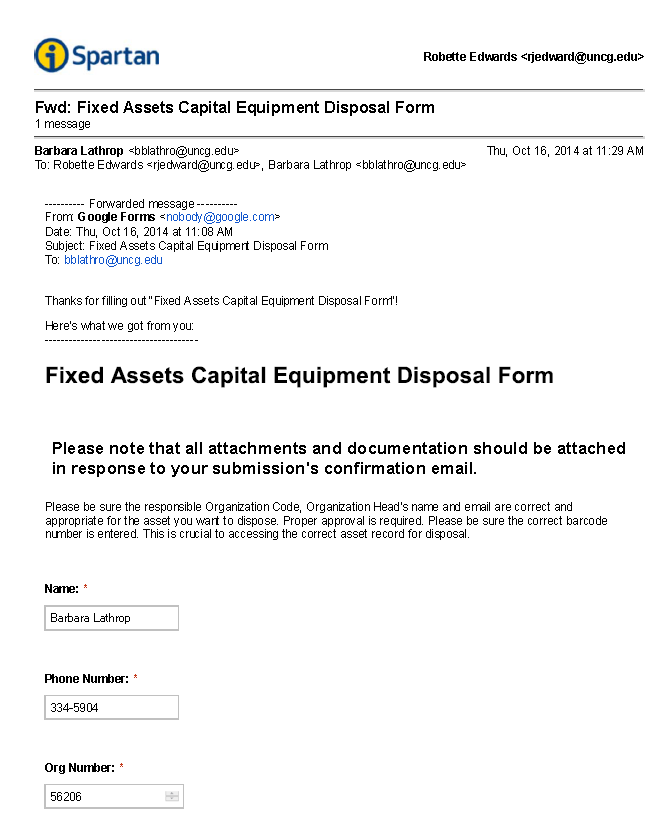 iSpartan
Robette Edwards <rjedward@uncg.edu>
Fwd: Fixed Assets Capital Equipment Disposal Form
1 message
Barbara Lathrop <bblathro@uncg.edu>
Thu, Oct 16, 2014 at 11:29 AM
To: Robette Edwards <rjedward@uncg.edu>, Barbara Lathrop <bblathro@uncg.edu>
---------- Forwarded message ----------
From: Google Forms <nobody@google.com>
Date: Thu, Oct 16, 2014 at 11:08 AM
Subject: Fixed Assets Capital Equipment Disposal Form
To: bblathro@uncg.edu
Thanks for filling out "Fixed Assets Capital Equipment Disposal Form"!
Here's what we got from you:
--------------------------------------
Fixed Assets Capital Equipment Disposal Form
Please note that all attachments and documentation should be attached
in response to your submission's confirmation email.
Please be sure the responsible Organization Code, Organization Head's name and email are correct and
appropriate for the asset you want to dispose. Proper approval is required. Please be sure the correct barcode
number is entered. This is crucial to accessing the correct asset record for disposal.
Name: *
Barbara Lathrop
Phone Number: *
334-5904
Org Number: *
56206